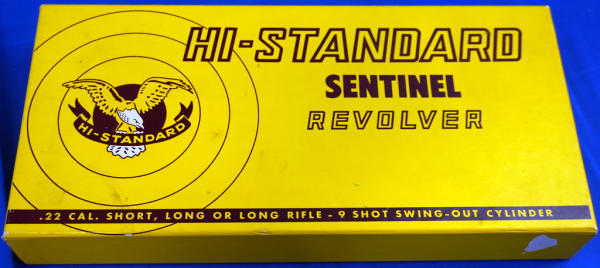 HI-STANDARD
SENTINEL
REVOLVER
HI-STANDARD
.22 CAL. SHORT, LONG OR LONG RIFLE - 9 SHOT SWING-OUT CYLINDER